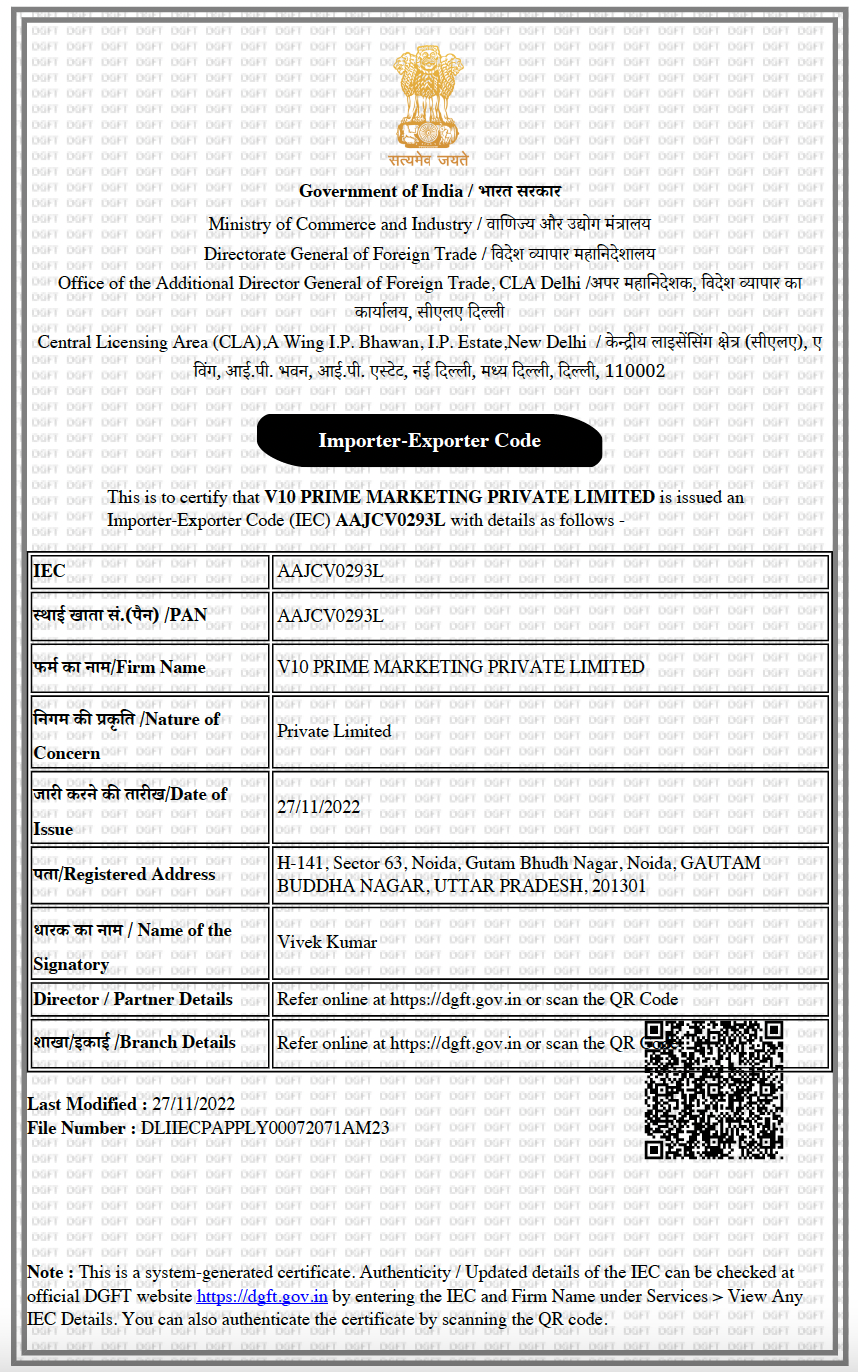 सत्यमेव जयते
Government of India / भारत सरकार
Ministry of Commerce and Industry / वाणिज्य और उद्योग मंत्रालय
Directorate General of Foreign Trade / विदेश व्यापार महानिदेशालय
Office of the Additional Director General of Foreign Trade, CLA Delhi /अपर महानिदेशक, विदेश व्यापार का
कार्यालय, सीएलए दिल्ली
Central Licensing Area (CLA),A Wing I.P. Bhawan, I.P. Estate,New Delhi / केन्द्रीय लाइसेंसिंग क्षेत्र (सीएलए), ए
विंग, आई.पी. भवन, आई.पी. एस्टेट, नई दिल्ली, मध्य दिल्ली, दिल्ली, 110002
Importer-Exporter Code
This is to certify that V10 PRIME MARKETING PRIVATE LIMITED is issued an
Importer-Exporter Code (IEC) AAJCV0293L with details as follows -
IEC AAJCV0293L
स्थाई खाता सं.(पैन) /PAN AAJCV0293L
फर्म का नाम/Firm Name V10 PRIME MARKETING PRIVATE LIMITED
निगम की प्रकृति /Nature of
Concern
Private Limited
जारी करने की तारीख/Date of
Issue
27/11/2022
पता/Registered Address
H-141, Sector 63, Noida, Gutam Bhudh Nagar, Noida, GAUTAM
BUDDHA NAGAR, UTTAR PRADESH, 201301
धारक का नाम / Name of the
Signatory
Vivek Kumar
Director / Partner Details Refer online at https://dgft.gov.in or scan the QR Code
शाखा/इकाई /Branch Details Refer online at https://dgft.gov.in or scan the QR Code
Last Modified : 27/11/2022
File Number : DLIIECPAPPLY00072071AM23
Note : This is a system-generated certificate. Authenticity / Updated details of the IEC can be checked at
official DGFT website https://dgft.gov.in by entering the IEC and Firm Name under Services > View Any
IEC Details. You can also authenticate the certificate by scanning the QR code.